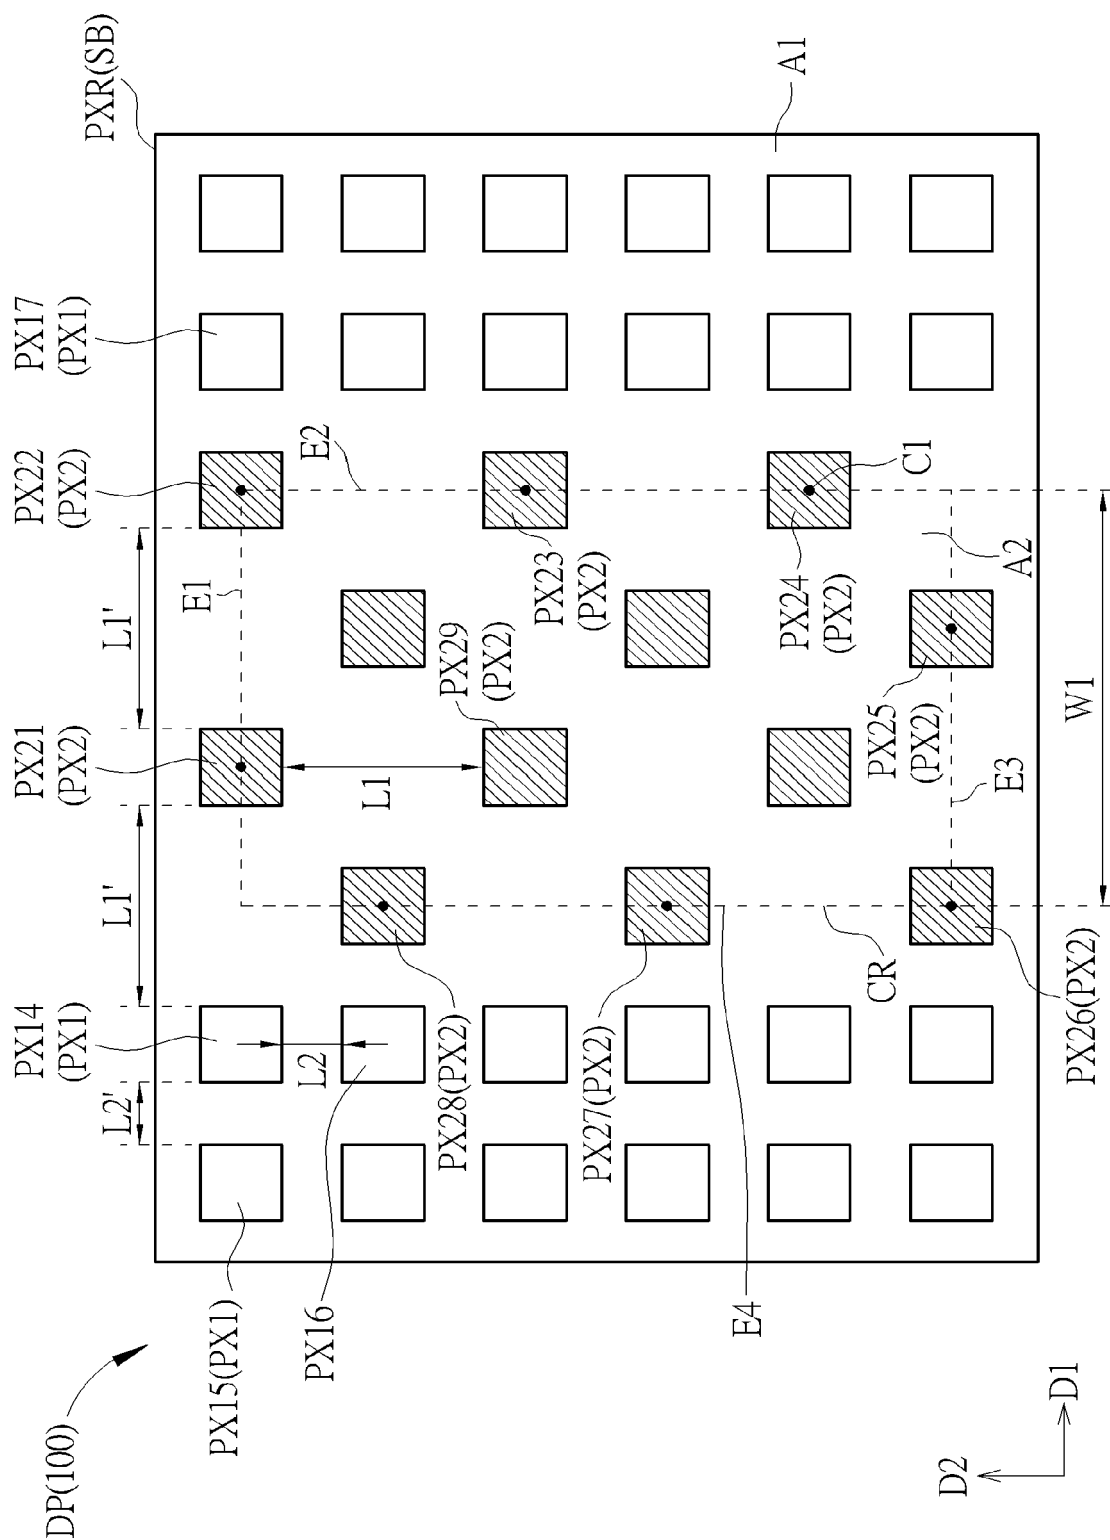 DP(100)
PX14
(PX1)
PX21
(PX2)
PX22
(PX2)
PX17
(PX1)
PXR(SB)
L2'
L1'
L1'
E1
PX15(PX1)
L2
E2
PX16
L1
PX28(PX2)
PX29
(PX2)
PX23
(PX2)
PX27(PX2)
E4
PX24
(PX2)
A1
CR
PX25
(PX2)
C1
D2
E3
A2
D1
PX26(PX2)
W1